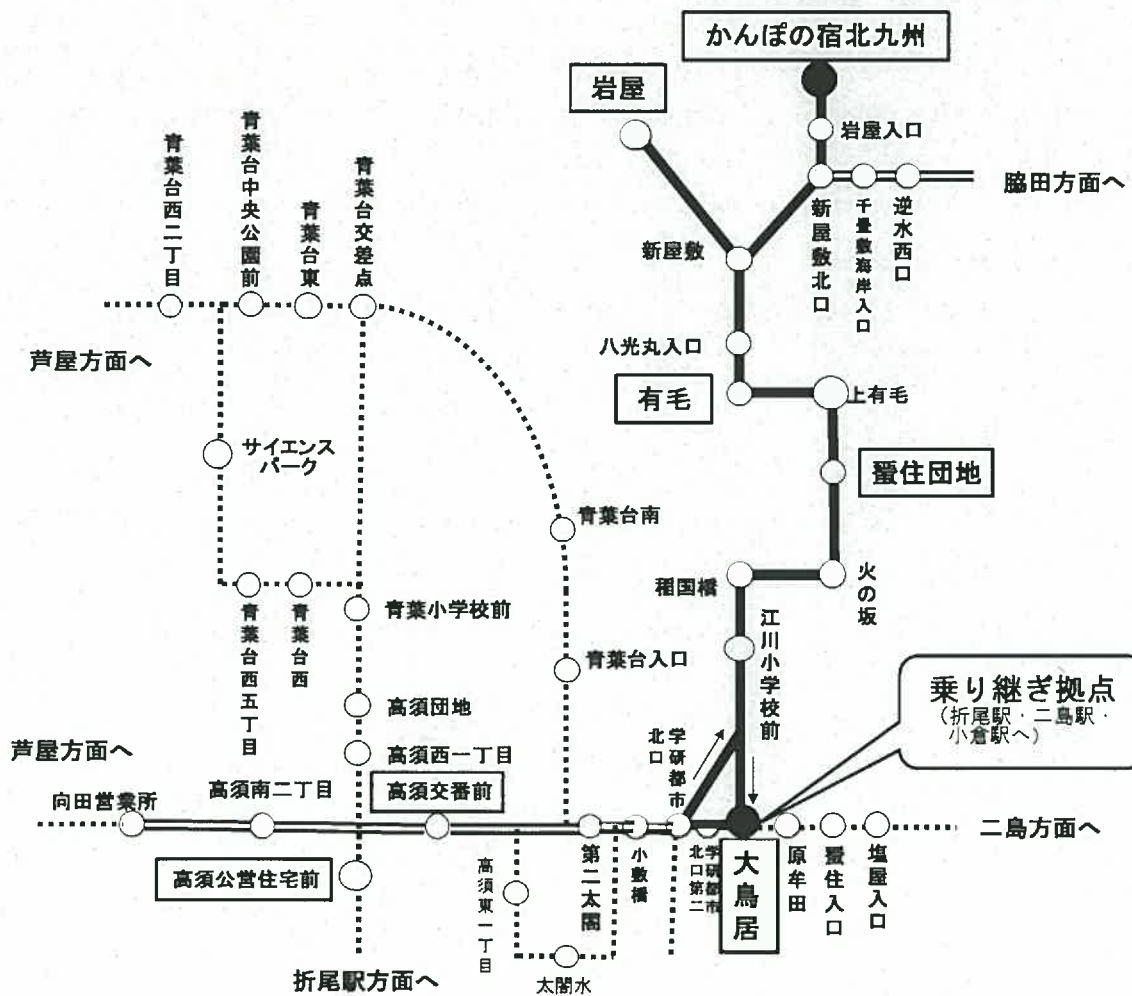 かんぽの宿北九州
岩屋
岩屋入口
脇田方面へ
新屋敷北口
千畳敷海岸入口
逆水西口
新屋敷
八光丸入口
有毛
上有毛
蜑住団地
火の坂
稲国橋
江川小学校前
青葉台西二丁目
青葉台中央公園前
青葉台東
青葉台交差点
芦屋方面へ
サイエンス
パーク
青葉台南
青葉台西五丁目
青葉台西
青葉小学校前
青葉台入口
高須団地
高須西一丁目
乗り継ぎ拠点
(折尾駅・二島駅・
小倉駅へ)
学研都市
北口
芦屋方面へ
向田営業所
高須南二丁目
高須交番前
二島方面へ
高須公営住宅前
高須東一丁目
第二太閤
小敷橋
学研都市
北口第二
大鳥居
原牟田
蜑住入口
塩屋入口
太閤水
折尾駅方面へ